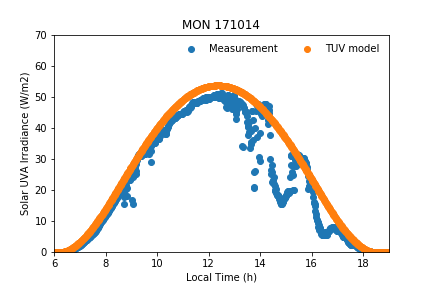 MON 171014
Measurement TUV model
Solar UVA Irradiance (W/m2)
70
60
50
40
30
20
10
0
6 8 10 12 14 16 18
Local Time (h)